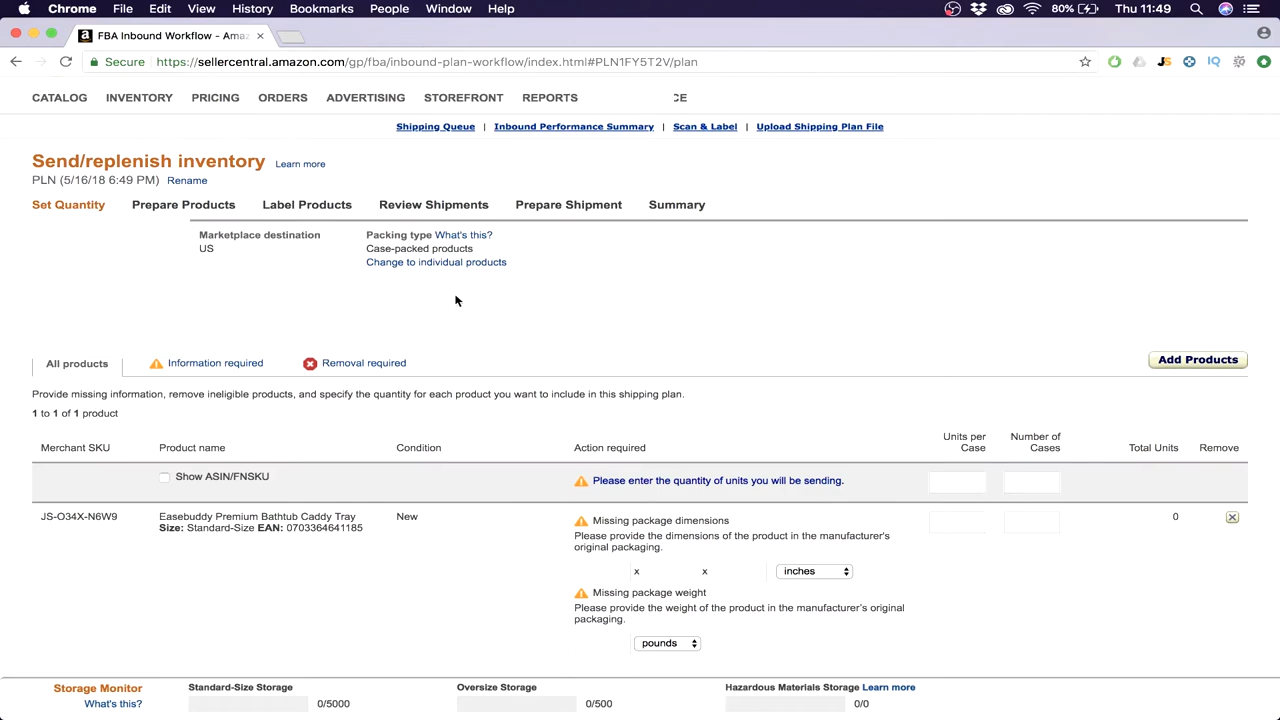 Chrome File Edit View History Bookmarks People Window Help 80% Thu 11:49
FBA Inbound Workflow - Amaz
Secure https://sellercentral.amazon.com/gp/fba/inbound-plan-workflow/index.html#PLN1FY5T2V/plan
CATALOG INVENTORY PRICING ORDERS ADVERTISING STOREFRONT REPORTS CE
Shipping Queue | Inbound Performance Summary | Scan & Label | Upload Shipping Plan File
Send/replenish inventory Learn more
PLN (5/16/18 6:49 PM) Rename
Set Quantity Prepare Products Label Products Review Shipments Prepare Shipment Summary
Marketplace destination Packing type What's this?
US Case-packed products
Change to individual products
All products Information required Removal required Add Products
Provide missing information, remove ineligible products, and specify the quantity for each product you want to include in this shipping plan.
1 to 1 of 1 product
Merchant SKU Product name Condition Action required Units per Case Number of Cases Total Units Remove
Show ASIN/FNSKU Please enter the quantity of units you will be sending.
JS-O34X-N6W9 Easebuddy Premium Bathtub Caddy Tray New Missing package dimensions 0
Size: Standard-Size EAN: 0703364641185
Please provide the dimensions of the product in the manufacturer's
original packaging.
x x inches
Missing package weight
Please provide the weight of the product in the manufacturer's original
packaging.
pounds
Storage Monitor Standard-Size Storage Oversize Storage Hazardous Materials Storage Learn more
What's this? 0/5000 0/500 0/0